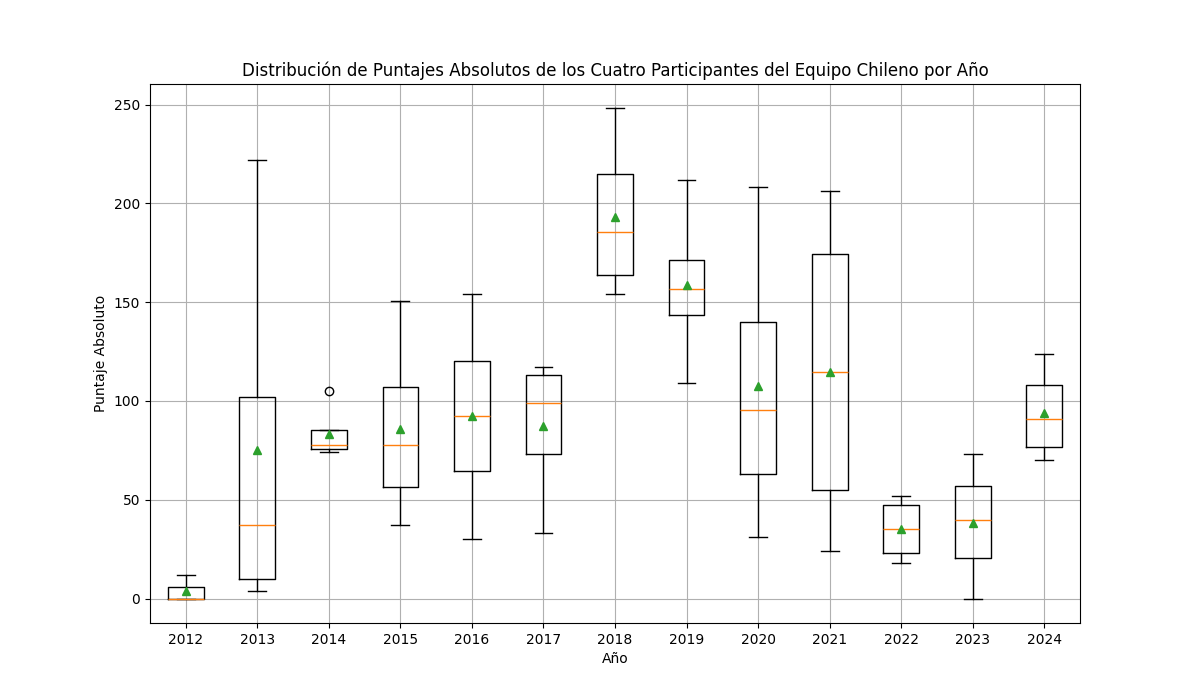 Distribución de Puntajes Absolutos de los Cuatro Participantes del Equipo Chileno por Año
Puntaje Absoluto
250
200
150
100
50
0
2012 2013 2014 2015 2016 2017 2018 2019 2020 2021 2022 2023 2024
Año